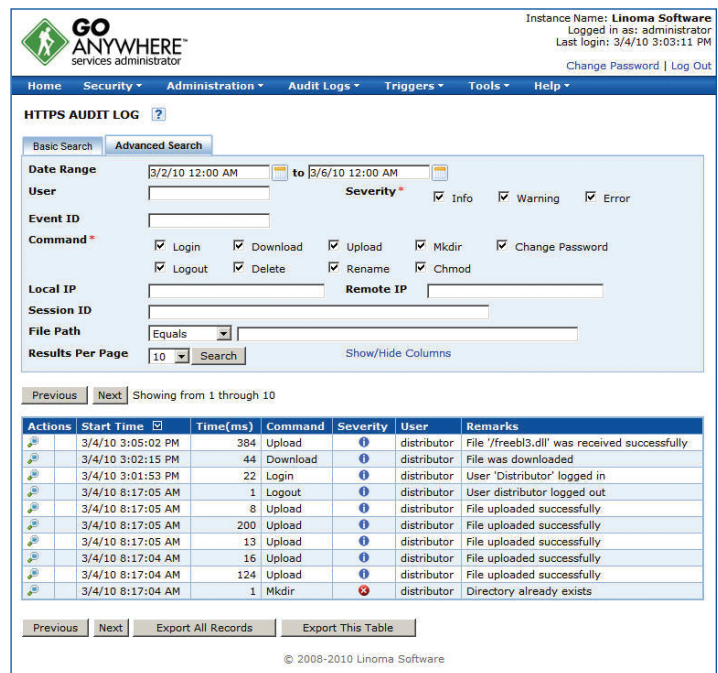 GO
ANYWHERE™
services administrator
Instance Name: Linoma Software
Logged in as: administrator
Last login: 3/4/10 3:03:11 PM
Change Password | Log Out
Home Security Administration Audit Logs Triggers Tools Help
HTTPS AUDIT LOG ?
Basic Search Advanced Search
Date Range 3/2/10 12:00 AM to 3/6/10 12:00 AM
User Severity * Info Warning Error
Event ID
Command * Login Download Upload Mkdir Change Password
Logout Delete Rename Chmod
Local IP Remote IP
Session ID
File Path Equals
Results Per Page 10 Search Show/Hide Columns
Previous Next Showing from 1 through 10
Actions Start Time Time(ms) Command Severity User Remarks
3/4/10 3:05:02 PM 384 Upload distributor File '/freebl3.dll' was received successfully
3/4/10 3:02:15 PM 44 Download distributor File was downloaded
3/4/10 3:01:53 PM 22 Login distributor User 'Distributor' logged in
3/4/10 8:17:05 AM 1 Logout distributor User distributor logged out
3/4/10 8:17:05 AM 8 Upload distributor File uploaded successfully
3/4/10 8:17:05 AM 200 Upload distributor File uploaded successfully
3/4/10 8:17:05 AM 13 Upload distributor File uploaded successfully
3/4/10 8:17:04 AM 16 Upload distributor File uploaded successfully
3/4/10 8:17:04 AM 124 Upload distributor File uploaded successfully
3/4/10 8:17:04 AM 1 Mkdir distributor Directory already exists
Previous Next Export All Records Export This Table
© 2008-2010 Linoma Software